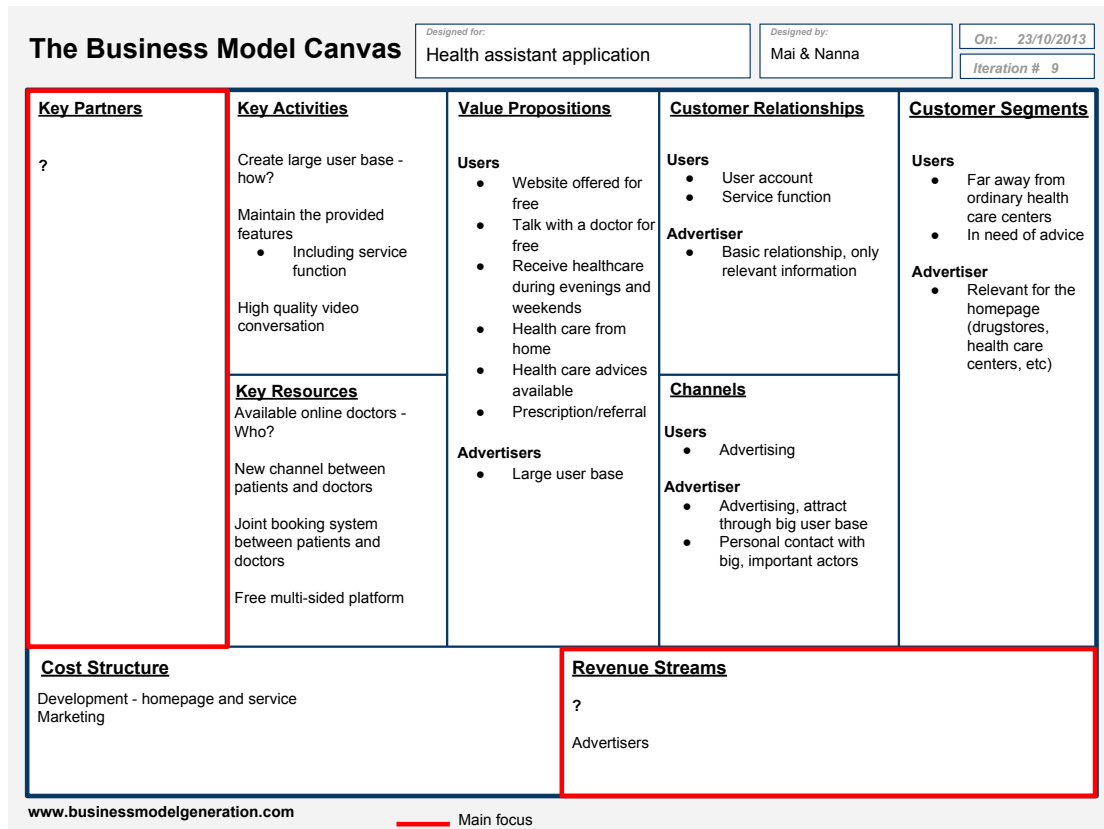 The Business Model Canvas
Designed for:
Health assistant application
Designed by:
Mai & Nanna
On: 23/10/2013
Iteration # 9
Key Partners
?
Key Activities
Create large user base -
how?
Maintain the provided
features
● Including service
function
High quality video
conversation
Key Resources
Available online doctors -
Who?
New channel between
patients and doctors
Joint booking system
between patients and
doctors
Free multi-sided platform
Value Propositions
Users
● Website offered for
free
● Talk with a doctor for
free
● Receive healthcare
during evenings and
weekends
● Health care from
home
● Health care advices
available
● Prescription/referral
Advertisers
● Large user base
Customer Relationships
Users
● User account
● Service function
Advertiser
● Basic relationship, only
relevant information
Channels
Users
● Advertising
Advertiser
● Advertising, attract
through big user base
● Personal contact with
big, important actors
Customer Segments
Users
● Far away from
ordinary health
care centers
● In need of advice
Advertiser
● Relevant for the
homepage
(drugstores,
health care
centers, etc)
Cost Structure
Development - homepage and service
Marketing
Revenue Streams
?
Advertisers
www.businessmodelgeneration.com
Main focus